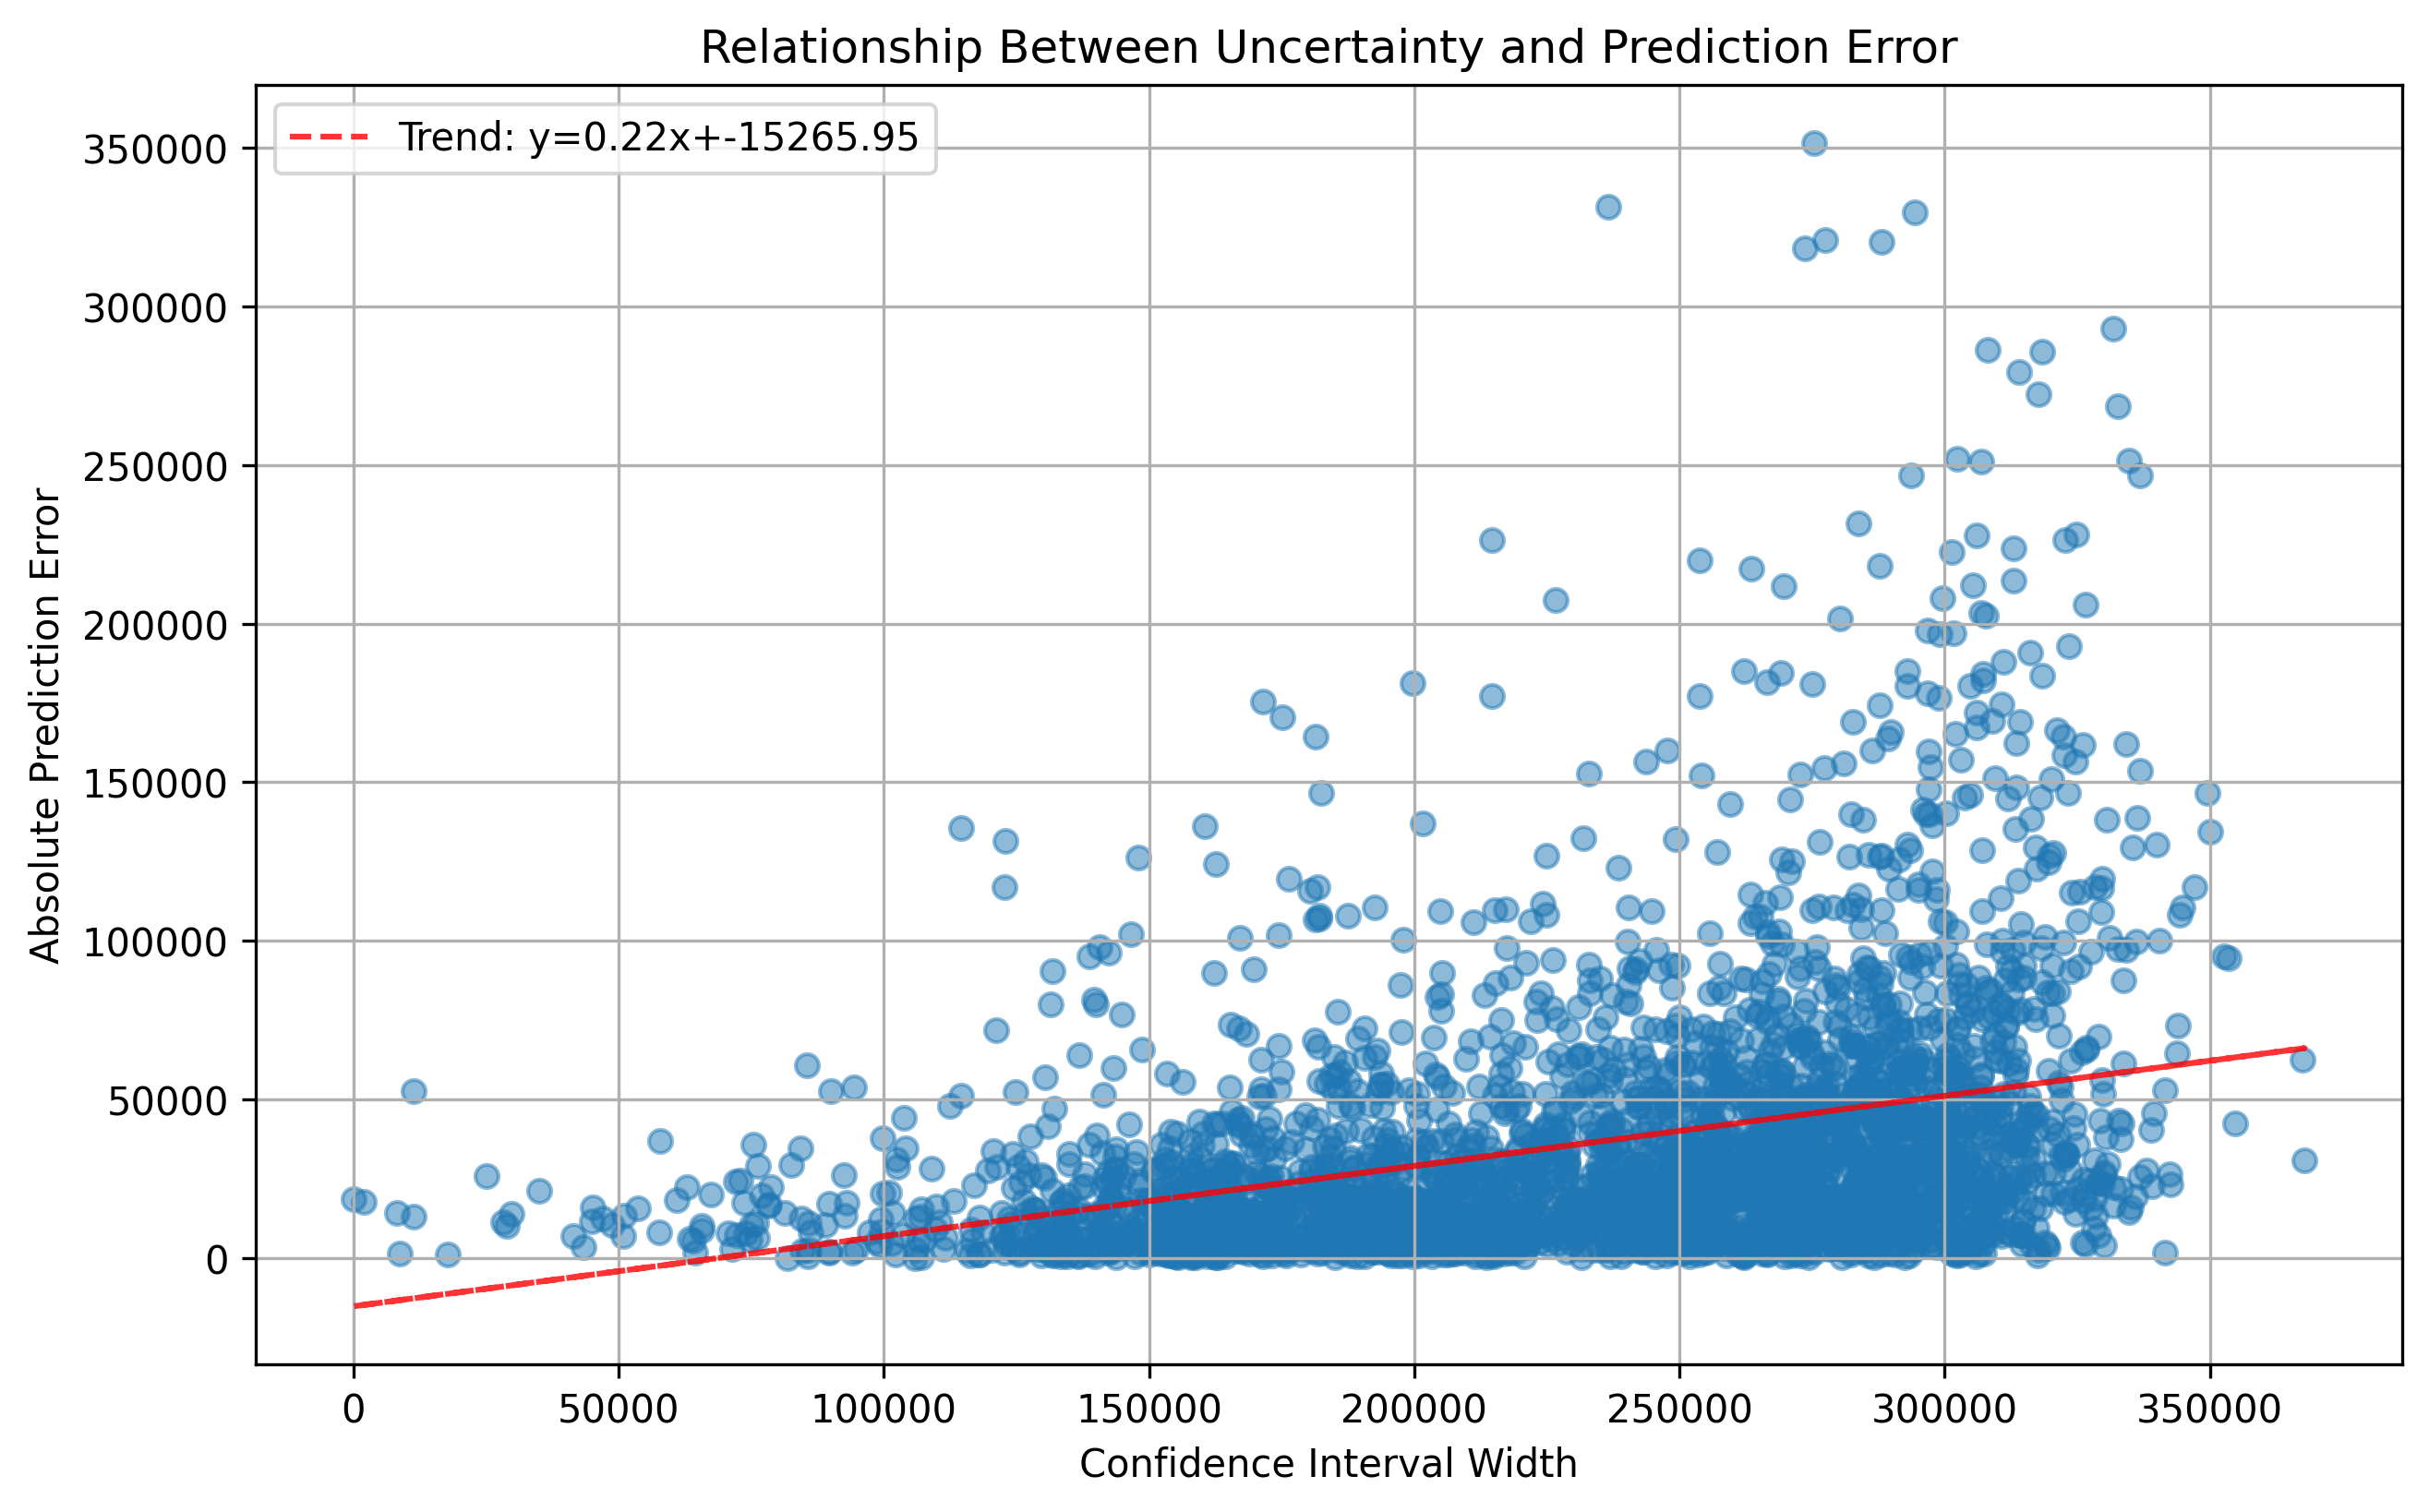 Relationship Between Uncertainty and Prediction Error
Trend: y=0.22x+-15265.95
350000
300000
250000
200000
150000
100000
50000
0
Absolute Prediction Error
0 50000 100000 150000 200000 250000 300000 350000
Confidence Interval Width